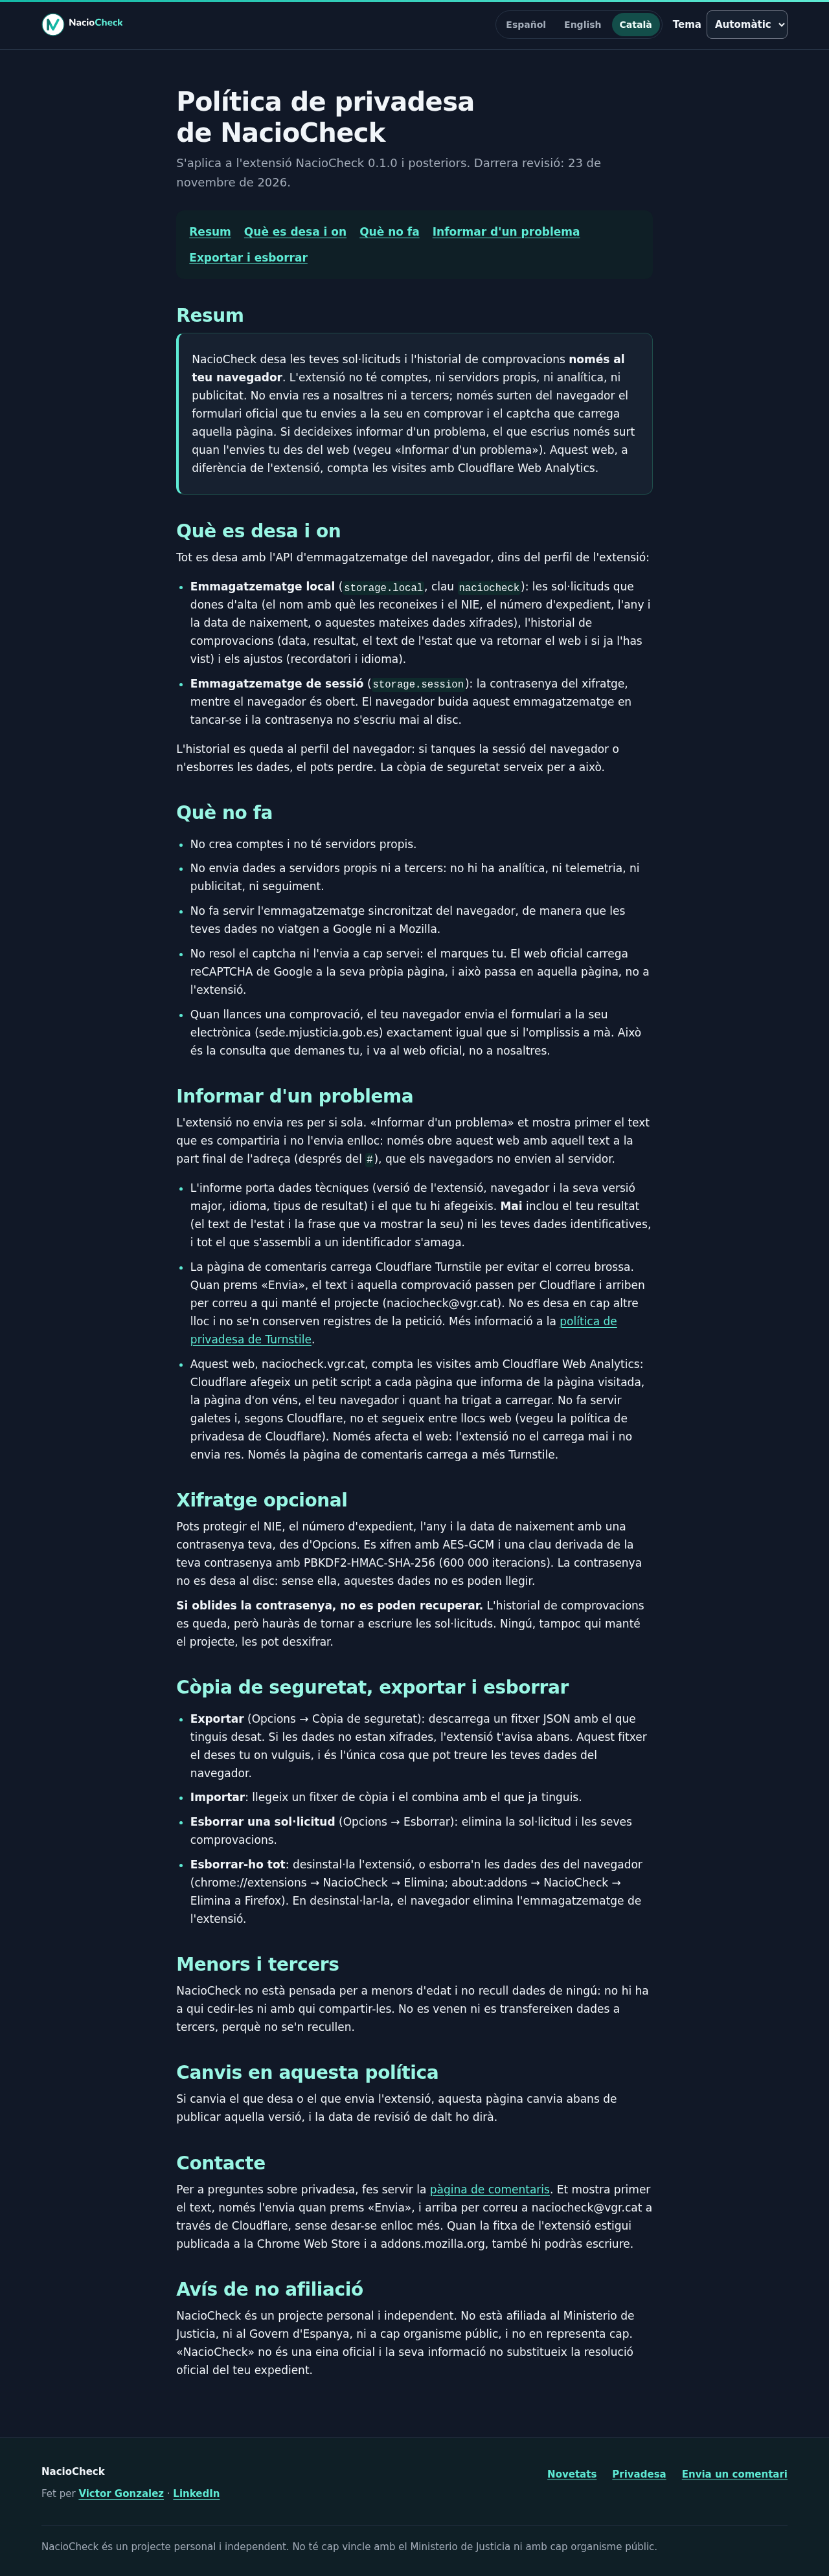 NacioCheck
Español English Català Tema Automàtic
Política de privadesa
de NacioCheck
S'aplica a l'extensió NacioCheck 0.1.0 i posteriors. Darrera revisió: 23 de
novembre de 2026.
Resum Què es desa i on Què no fa Informar d'un problema
Exportar i esborrar
Resum
NacioCheck desa les teves sol·licituds i l'historial de comprovacions només al
teu navegador. L'extensió no té comptes, ni servidors propis, ni analítica, ni
publicitat. No envia res a nosaltres ni a tercers; només surten del navegador el
formulari oficial que tu envies a la seu en comprovar i el captcha que carrega
aquella pàgina. Si decideixes informar d'un problema, el que escrius només surt
quan l'envies tu des del web (vegeu «Informar d'un problema»). Aquest web, a
diferència de l'extensió, compta les visites amb Cloudflare Web Analytics.
Què es desa i on
Tot es desa amb l'API d'emmagatzematge del navegador, dins del perfil de l'extensió:
• Emmagatzematge local (storage.local, clau naciocheck): les sol·licituds que
dones d'alta (el nom amb què les reconeixes i el NIE, el número d'expedient, l'any i
la data de naixement, o aquestes mateixes dades xifrades), l'historial de
comprovacions (data, resultat, el text de l'estat que va retornar el web i si ja l'has
vist) i els ajustos (recordatori i idioma).
• Emmagatzematge de sessió (storage.session): la contrasenya del xifratge,
mentre el navegador és obert. El navegador buida aquest emmagatzematge en
tancar-se i la contrasenya no s'escriu mai al disc.
L'historial es queda al perfil del navegador: si tanques la sessió del navegador o
n'esborres les dades, el pots perdre. La còpia de seguretat serveix per a això.
Què no fa
• No crea comptes i no té servidors propis.
• No envia dades a servidors propis ni a tercers: no hi ha analítica, ni telemetria, ni
publicitat, ni seguiment.
• No fa servir l'emmagatzematge sincronitzat del navegador, de manera que les
teves dades no viatgen a Google ni a Mozilla.
• No resol el captcha ni l'envia a cap servei: el marques tu. El web oficial carrega
reCAPTCHA de Google a la seva pròpia pàgina, i això passa en aquella pàgina, no a
l'extensió.
• Quan llances una comprovació, el teu navegador envia el formulari a la seu
electrònica (sede.mjusticia.gob.es) exactament igual que si l'omplissis a mà. Això
és la consulta que demanes tu, i va al web oficial, no a nosaltres.
Informar d'un problema
L'extensió no envia res per si sola. «Informar d'un problema» et mostra primer el text
que es compartiria i no l'envia enlloc: només obre aquest web amb aquell text a la
part final de l'adreça (després del #), que els navegadors no envien al servidor.
• L'informe porta dades tècniques (versió de l'extensió, navegador i la seva versió
major, idioma, tipus de resultat) i el que tu hi afegeixis. Mai inclou el teu resultat
(el text de l'estat i la frase que va mostrar la seu) ni les teves dades identificatives,
i tot el que s'assembli a un identificador s'amaga.
• La pàgina de comentaris carrega Cloudflare Turnstile per evitar el correu brossa.
Quan prems «Envia», el text i aquella comprovació passen per Cloudflare i arriben
per correu a qui manté el projecte (naciocheck@vgr.cat). No es desa en cap altre
lloc i no se'n conserven registres de la petició. Més informació a la política de
privadesa de Turnstile.
• Aquest web, naciocheck.vgr.cat, compta les visites amb Cloudflare Web Analytics:
Cloudflare afegeix un petit script a cada pàgina que informa de la pàgina visitada,
la pàgina d'on véns, el teu navegador i quant ha trigat a carregar. No fa servir
galetes i, segons Cloudflare, no et segueix entre llocs web (vegeu la política de
privadesa de Cloudflare). Només afecta el web: l'extensió no el carrega mai i no
envia res. Només la pàgina de comentaris carrega a més Turnstile.
Xifratge opcional
Pots protegir el NIE, el número d'expedient, l'any i la data de naixement amb una
contrasenya teva, des d'Opcions. Es xifren amb AES-GCM i una clau derivada de la
teva contrasenya amb PBKDF2-HMAC-SHA-256 (600 000 iteracions). La contrasenya
no es desa al disc: sense ella, aquestes dades no es poden llegir.
Si oblides la contrasenya, no es poden recuperar. L'historial de comprovacions
es queda, però hauràs de tornar a escriure les sol·licituds. Ningú, tampoc qui manté
el projecte, les pot desxifrar.
Còpia de seguretat, exportar i esborrar
• Exportar (Opcions → Còpia de seguretat): descarrega un fitxer JSON amb el que
tinguis desat. Si les dades no estan xifrades, l'extensió t'avisa abans. Aquest fitxer
el deses tu on vulguis, i és l'única cosa que pot treure les teves dades del
navegador.
• Importar: llegeix un fitxer de còpia i el combina amb el que ja tinguis.
• Esborrar una sol·licitud (Opcions → Esborrar): elimina la sol·licitud i les seves
comprovacions.
• Esborrar-ho tot: desinstal·la l'extensió, o esborra'n les dades des del navegador
(chrome://extensions → NacioCheck → Elimina; about:addons → NacioCheck →
Elimina a Firefox). En desinstal·lar-la, el navegador elimina l'emmagatzematge de
l'extensió.
Menors i tercers
NacioCheck no està pensada per a menors d'edat i no recull dades de ningú: no hi ha
a qui cedir-les ni amb qui compartir-les. No es venen ni es transfereixen dades a
tercers, perquè no se'n recullen.
Canvis en aquesta política
Si canvia el que desa o el que envia l'extensió, aquesta pàgina canvia abans de
publicar aquella versió, i la data de revisió de dalt ho dirà.
Contacte
Per a preguntes sobre privadesa, fes servir la pàgina de comentaris. Et mostra primer
el text, només l'envia quan prems «Envia», i arriba per correu a naciocheck@vgr.cat a
través de Cloudflare, sense desar-se enlloc més. Quan la fitxa de l'extensió estigui
publicada a la Chrome Web Store i a addons.mozilla.org, també hi podràs escriure.
Avís de no afiliació
NacioCheck és un projecte personal i independent. No està afiliada al Ministerio de
Justicia, ni al Govern d'Espanya, ni a cap organisme públic, i no en representa cap.
«NacioCheck» no és una eina oficial i la seva informació no substitueix la resolució
oficial del teu expedient.
NacioCheck
Novetats Privadesa Envia un comentari
Fet per Victor Gonzalez · LinkedIn
NacioCheck és un projecte personal i independent. No té cap vincle amb el Ministerio de Justicia ni amb cap organisme públic.